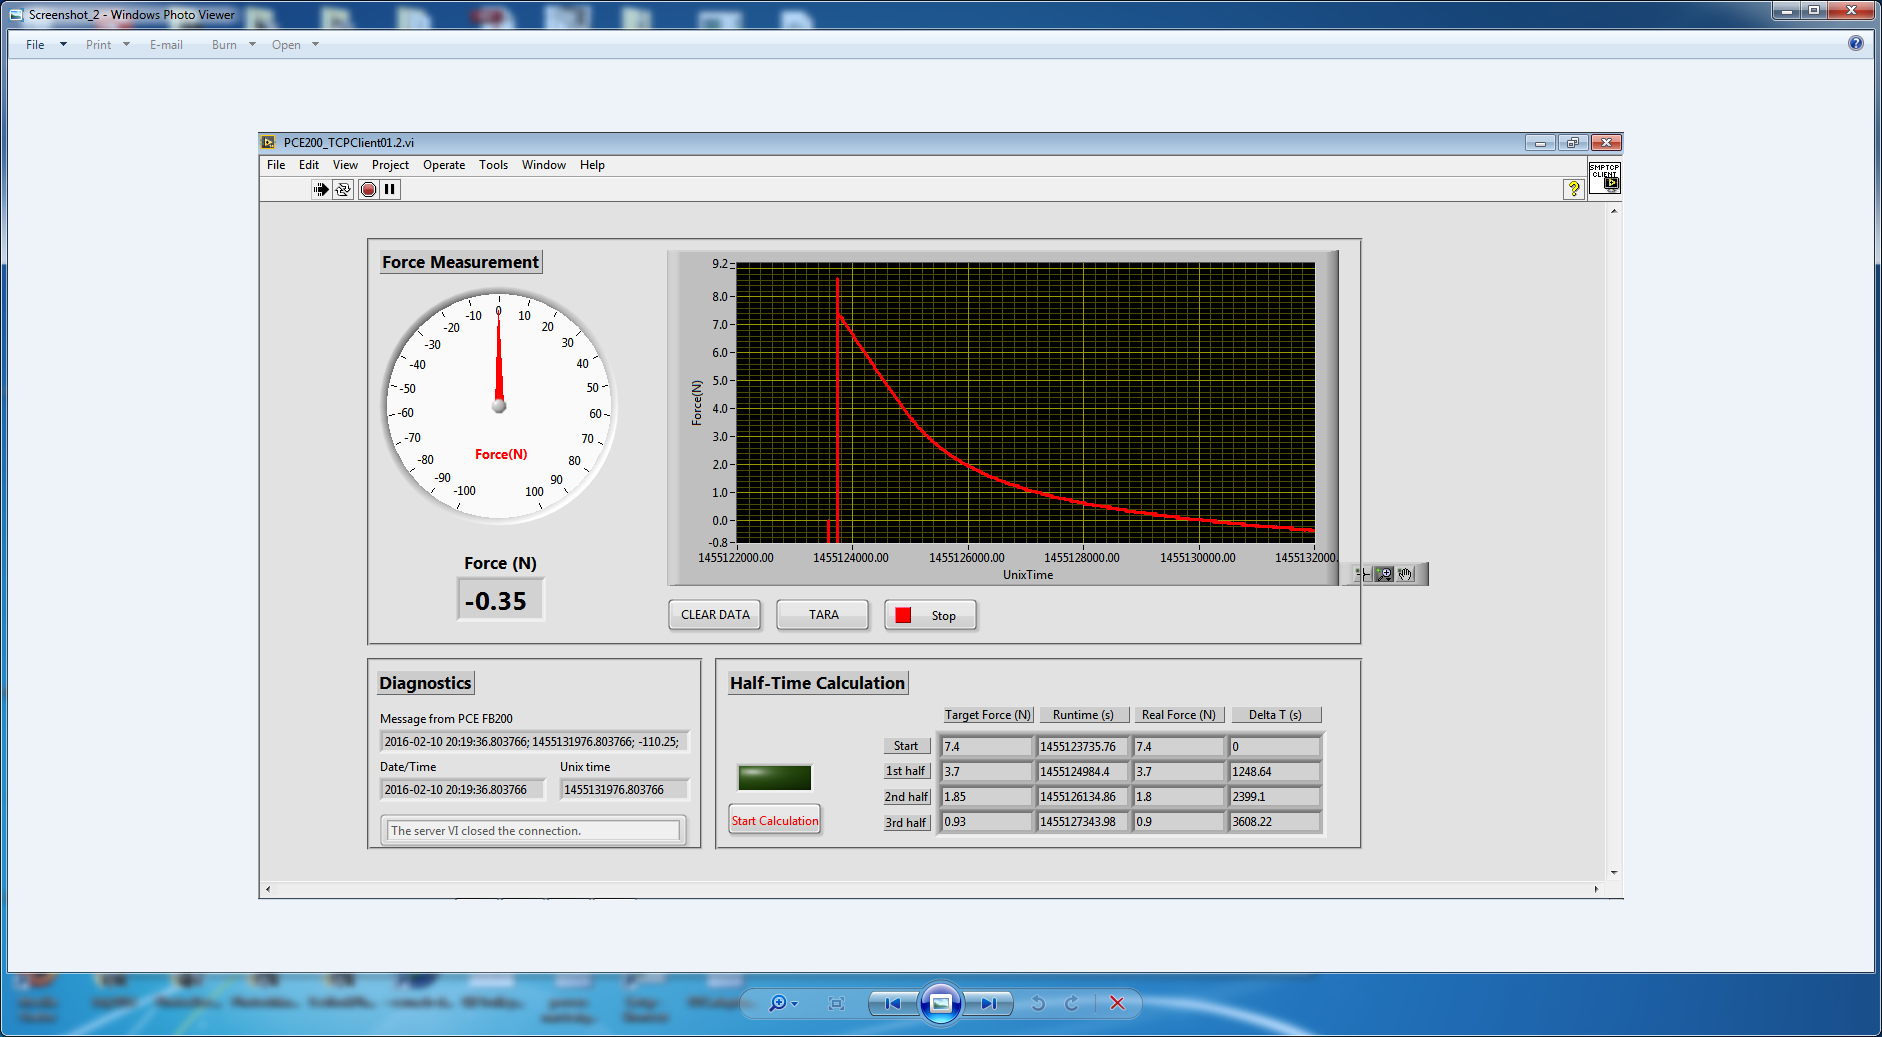 Screenshot_2 - Windows Photo Viewer
File Print E-mail Burn Open
PCE200_TCPClient01.2.vi
File Edit View Project Operate Tools Window Help
SMPTCP
CLIENT
Force Measurement
-100 -90 -80 -70 -60 -50 -40 -30 -20 -10 0 10 20 30 40 50 60 70 80 90 100
Force(N)
Force (N)
-0.35
9.2
8.0
7.0
6.0
5.0
4.0
3.0
2.0
1.0
0.0
-0.8
Force(N)
1455122000.00 1455124000.00 1455126000.00 1455128000.00 1455130000.00 1455132000.
UnixTime
CLEAR DATA TARA Stop
Diagnostics
Message from PCE FB200
2016-02-10 20:19:36.803766; 1455131976.803766; -110.25;
Date/Time Unix time
2016-02-10 20:19:36.803766 1455131976.803766
The server VI closed the connection.
Half-Time Calculation
Start Calculation
Target Force (N) Runtime (s) Real Force (N) Delta T (s)
Start 7.4 1455123735.76 7.4 0
1st half 3.7 1455124984.4 3.7 1248.64
2nd half 1.85 1455126134.86 1.8 2399.1
3rd half 0.93 1455127343.98 0.9 3608.22